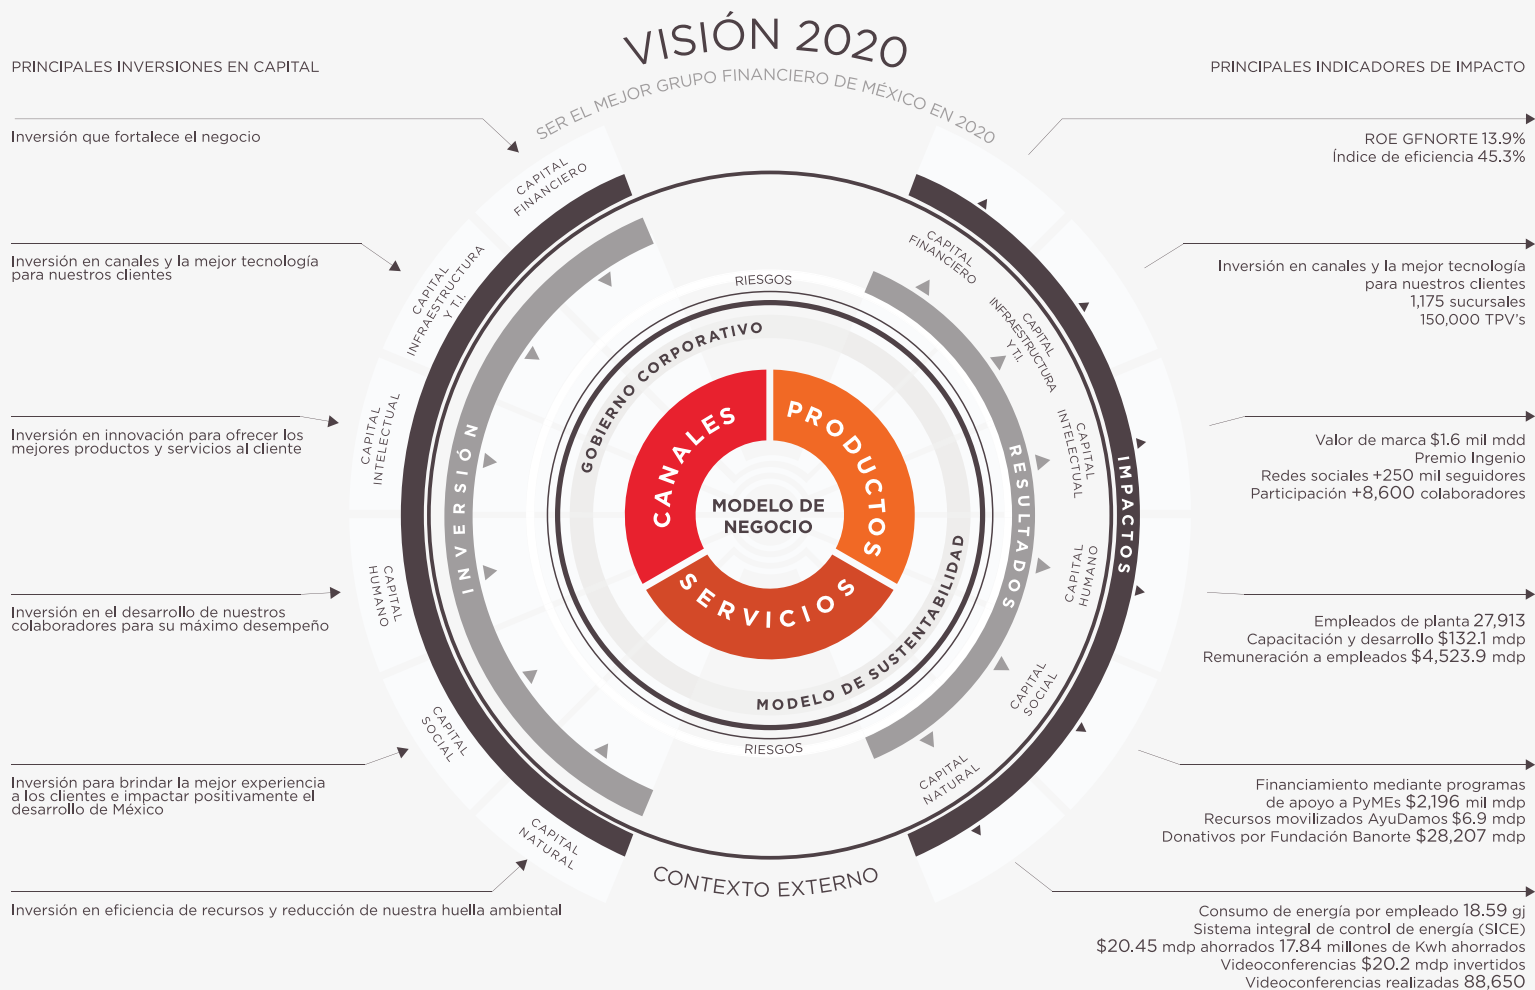 VISIÓN 2020
SER EL MEJOR GRUPO FINANCIERO DE MÉXICO EN 2020
PRINCIPALES INVERSIONES EN CAPITAL
Inversión que fortalece el negocio
Inversión en canales y la mejor tecnología
para nuestros clientes
Inversión en innovación para ofrecer los
mejores productos y servicios al cliente
Inversión en el desarrollo de nuestros
colaboradores para su máximo desempeño
Inversión para brindar la mejor experiencia
a los clientes e impactar positivamente el
desarrollo de México
Inversión en eficiencia de recursos y reducción de nuestra huella ambiental
CAPITAL
FINANCIERO
CAPITAL
INFRAESTRUCTURA
Y T.I.
CAPITAL
INTELECTUAL
CAPITAL
HUMANO
CAPITAL
SOCIAL
CAPITAL
NATURAL
INVERSIÓN
RIESGOS
GOBIERNO CORPORATIVO
CANALES
PRODUCTOS
SERVICIOS
MODELO DE
NEGOCIO
MODELO DE SUSTENTABILIDAD
RIESGOS
RESULTADOS
CAPITAL
FINANCIERO
CAPITAL
INFRAESTRUCTURA
Y T.I.
CAPITAL
INTELECTUAL
CAPITAL
HUMANO
CAPITAL
SOCIAL
CAPITAL
NATURAL
IMPACTOS
CONTEXTO EXTERNO
PRINCIPALES INDICADORES DE IMPACTO
ROE GFNORTE 13.9%
Índice de eficiencia 45.3%
Inversión en canales y la mejor tecnología
para nuestros clientes
1,175 sucursales
150,000 TPV's
Valor de marca $1.6 mil mdd
Premio Ingenio
Redes sociales +250 mil seguidores
Participación +8,600 colaboradores
Empleados de planta 27,913
Capacitación y desarrollo $132.1 mdp
Remuneración a empleados $4,523.9 mdp
Financiamiento mediante programas
de apoyo a PyMEs $2,196 mil mdp
Recursos movilizados AyuDamos $6.9 mdp
Donativos por Fundación Banorte $28,207 mdp
Consumo de energía por empleado 18.59 gj
Sistema integral de control de energía (SICE)
$20.45 mdp ahorrados 17.84 millones de Kwh ahorrados
Videoconferencias $20.2 mdp invertidos
Videoconferencias realizadas 88,650